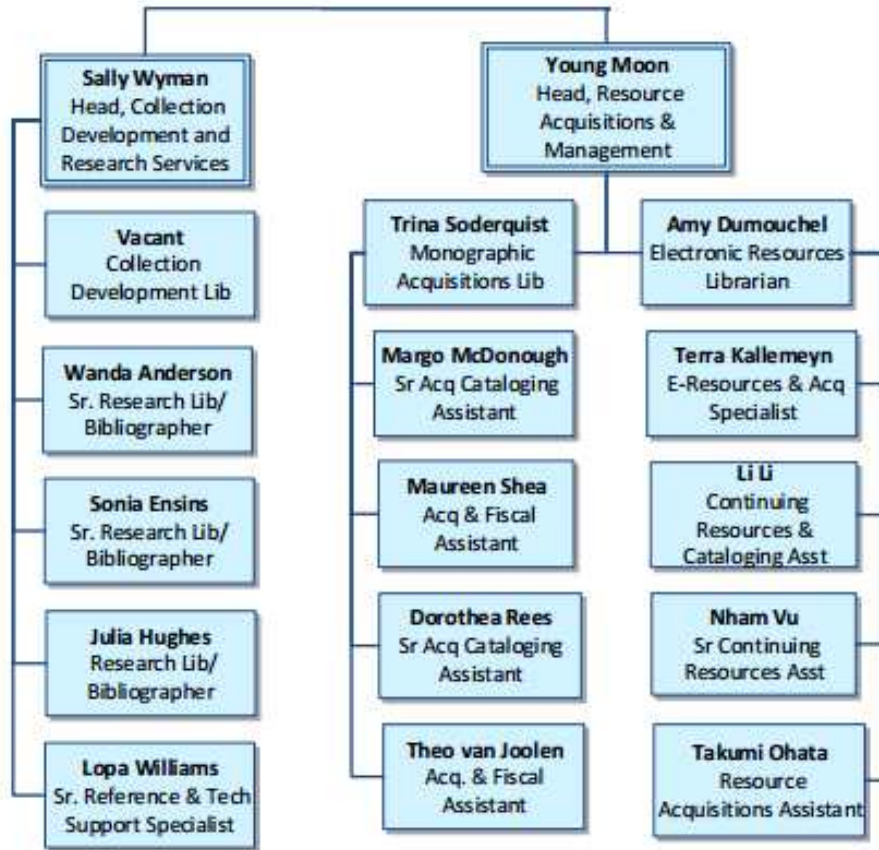 Sally Wyman
Head, Collection
Development and
Research Services
Vacant
Collection
Development Lib
Wanda Anderson
Sr. Research Lib/
Bibliographer
Sonia Ensins
Sr. Research Lib/
Bibliographer
Julia Hughes
Research Lib/
Bibliographer
Lopa Williams
Sr. Reference & Tech
Support Specialist
Young Moon
Head, Resource
Acquisitions &
Management
Trina Soderquist
Monographic
Acquisitions Lib
Margo McDonough
Sr Acq Cataloging
Assistant
Maureen Shea
Acq & Fiscal
Assistant
Dorothea Rees
Sr Acq Cataloging
Assistant
Theo van Joolen
Acq. & Fiscal
Assistant
Amy Dumouchel
Electronic Resources
Librarian
Terra Kallemeyn
E-Resources & Acq
Specialist
Li Li
Continuing
Resources &
Cataloging Asst
Nham Vu
Sr Continuing
Resources Asst
Takumi Ohata
Resource
Acquisitions Assistant